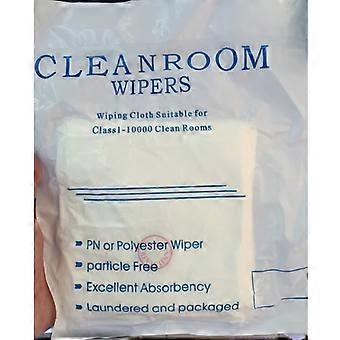 CLEANROOM
WIPERS
Wiping Cloth Suitable for
Class1-10000 Clean Rooms
PN or Polyester Wiper
particle Free
Excellent Absorbency
Laundered and packaged